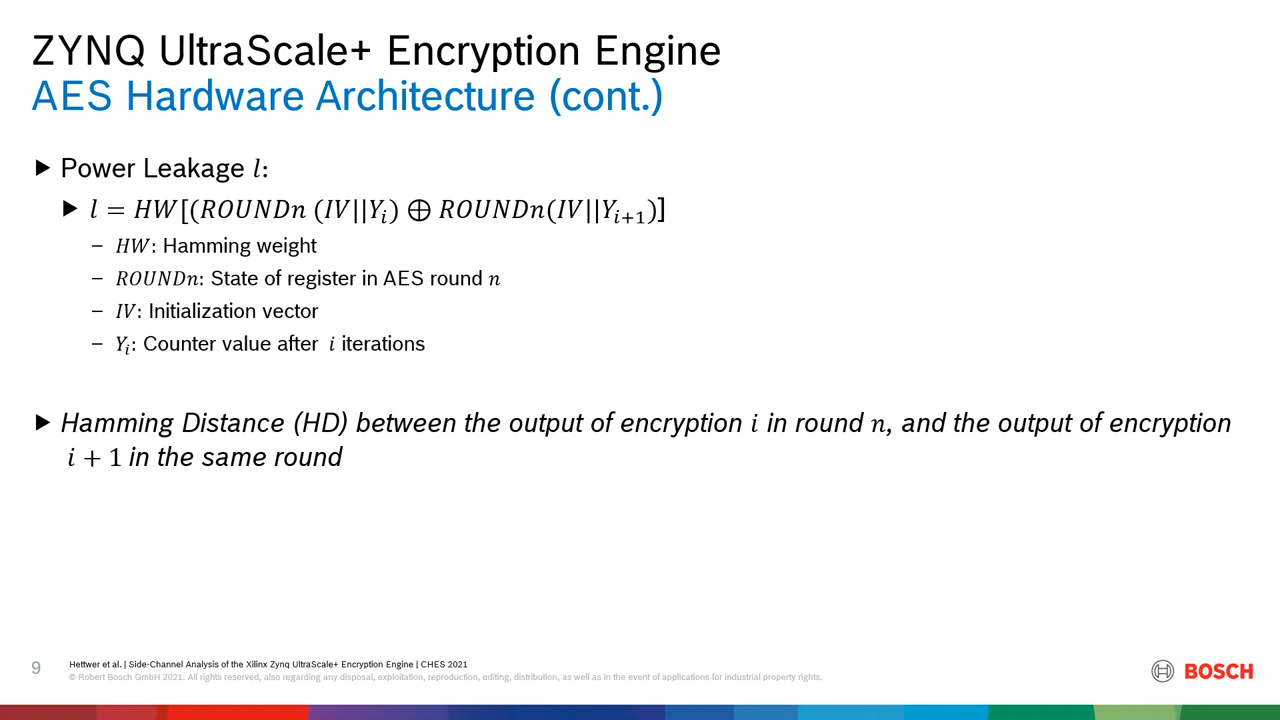 ZYNQ UltraScale+ Encryption Engine
AES Hardware Architecture (cont.)
▶ Power Leakage 𝑙:
▶ 𝑙 = 𝐻𝑊[(𝑅𝑂𝑈𝑁𝐷𝑛 (𝐼𝑉||𝑌ᵢ) ⊕ 𝑅𝑂𝑈𝑁𝐷𝑛(𝐼𝑉||𝑌ᵢ₊₁)]
– 𝐻𝑊: Hamming weight
– 𝑅𝑂𝑈𝑁𝐷𝑛: State of register in AES round 𝑛
– 𝐼𝑉: Initialization vector
– 𝑌ᵢ: Counter value after 𝑖 iterations
▶ Hamming Distance (HD) between the output of encryption 𝑖 in round 𝑛, and the output of encryption
𝑖 + 1 in the same round
9
Hettwer et al. | Side-Channel Analysis of the Xilinx Zynq UltraScale+ Encryption Engine | CHES 2021
© Robert Bosch GmbH 2021. All rights reserved, also regarding any disposal, exploitation, reproduction, editing, distribution, as well as in the event of applications for industrial property rights.
BOSCH